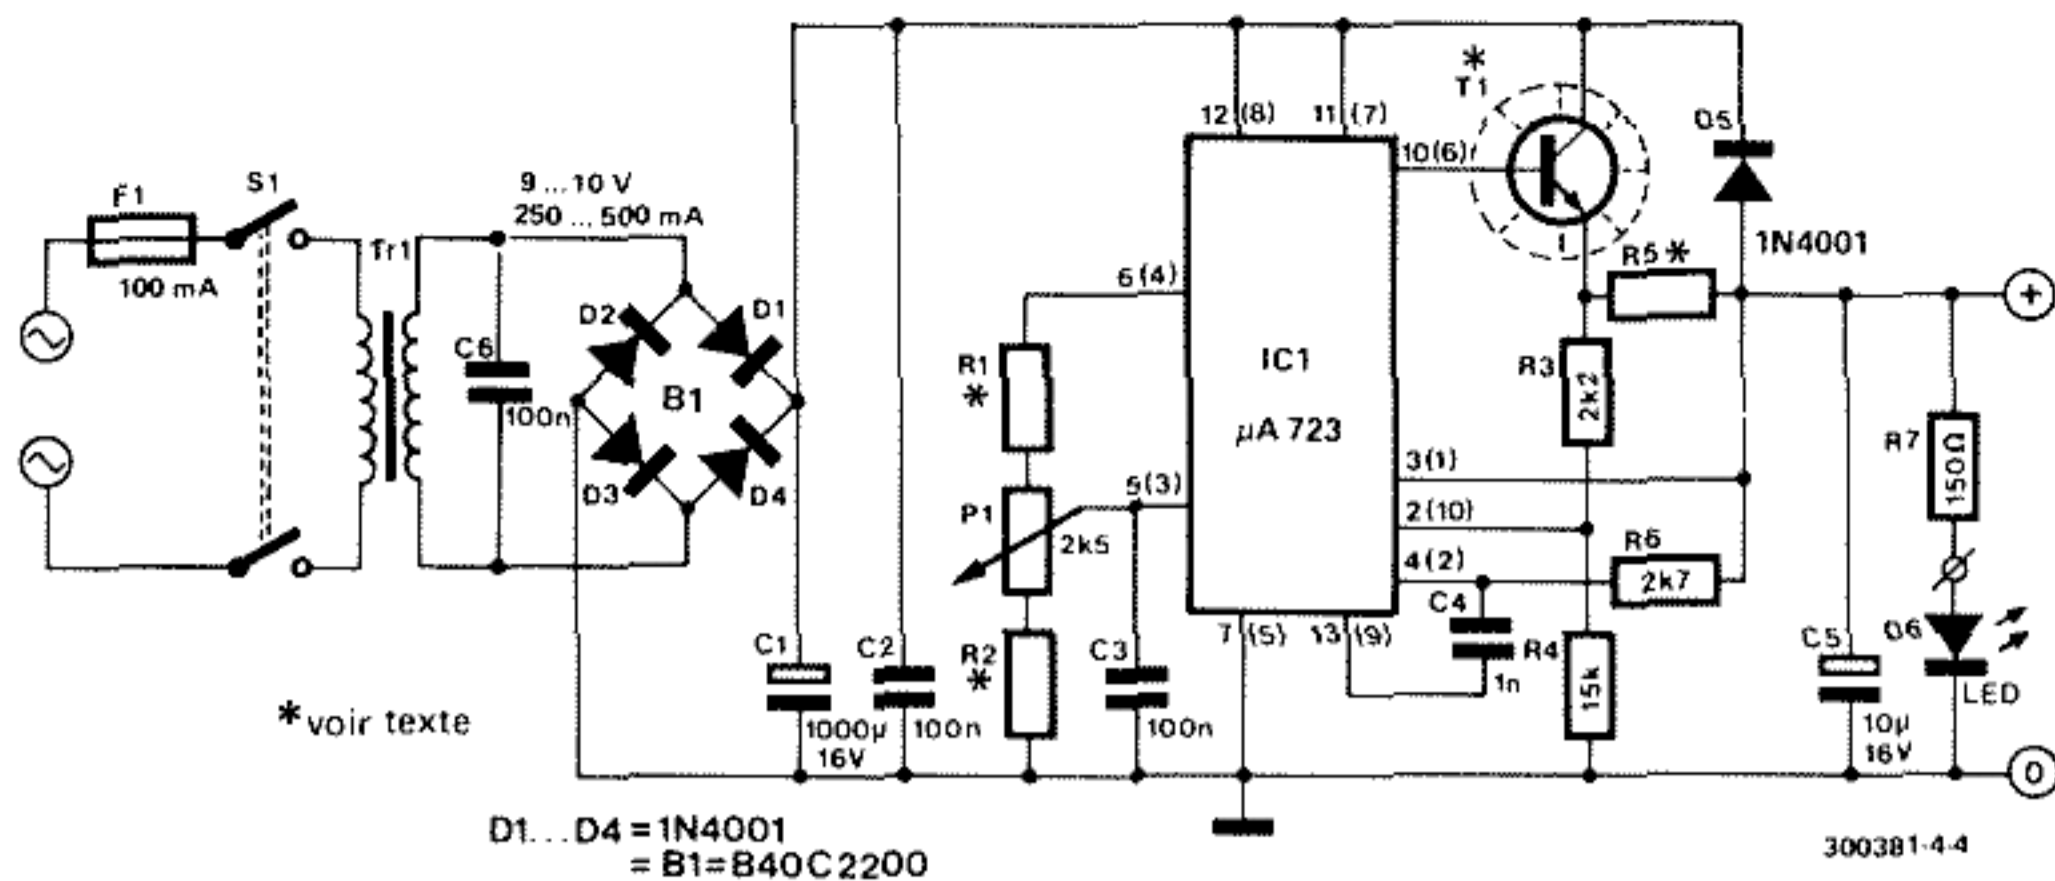 F1
100 mA
S1
Tr1
9 ... 10 V
250 ... 500 mA
C6
100n
D2
D1
B1
D3
D4
C1
1000µ
16V
C2
100n
R1
*
P1
2k5
R2
*
C3
100n
12 (8)
11 (7)
10(6)
6 (4)
5(3)
IC1
µA 723
3(1)
2(10)
4(2)
7 (5)
13 (9)
*
T1
D5
1N4001
R5 *
R3
2k2
R6
2k7
C4
1n
R4
15k
R7
150Ω
C5
10µ
16V
D6
LED
+
0
* voir texte
D1...D4 = 1N4001
= B1=B40C2200
300381-4-4